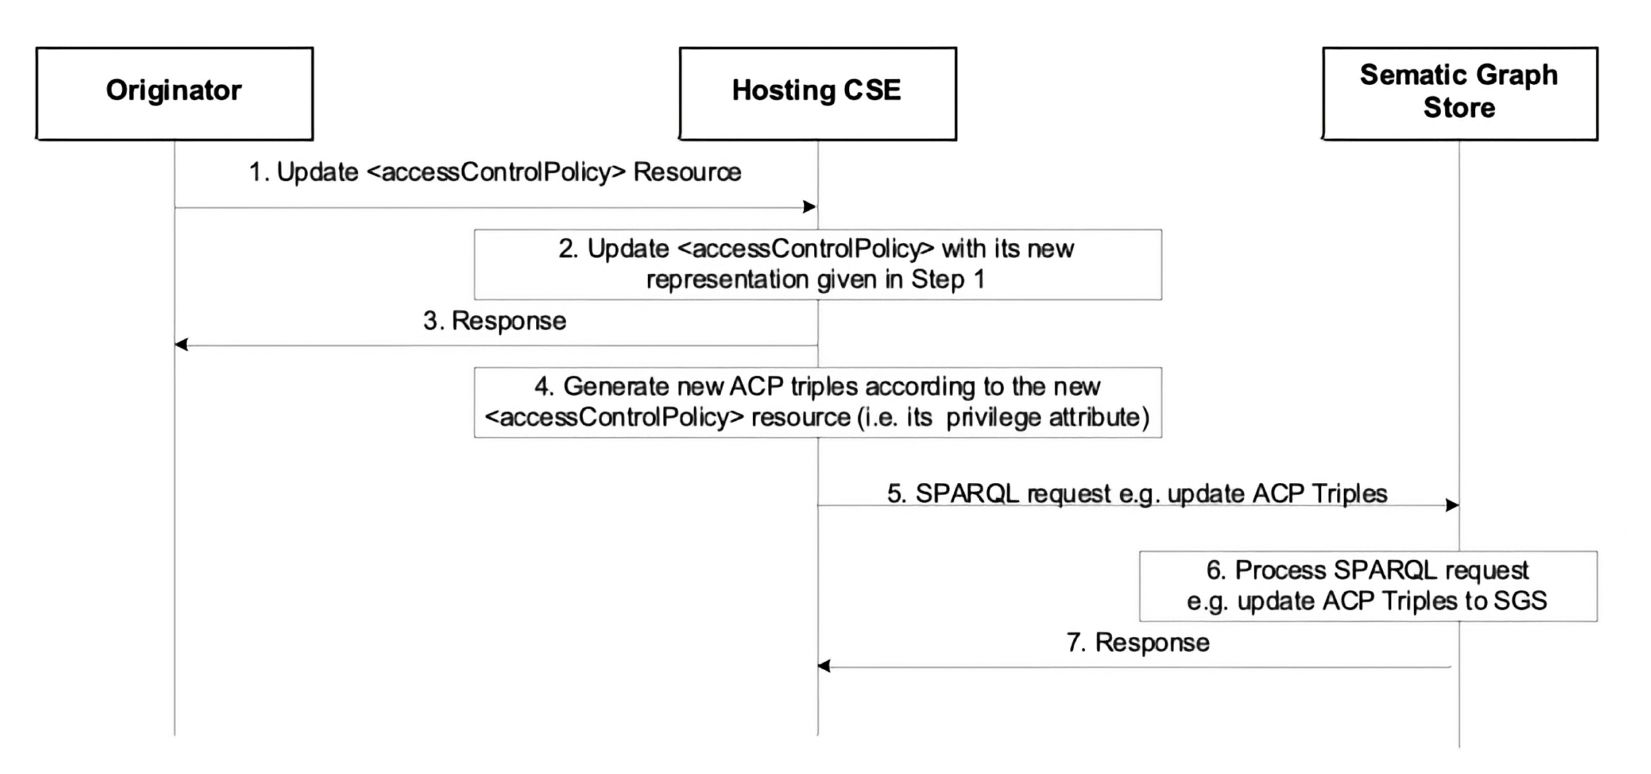 Originator
Hosting CSE
Sematic Graph
Store
1. Update <accessControlPolicy> Resource
2. Update <accessControlPolicy> with its new
representation given in Step 1
3. Response
4. Generate new ACP triples according to the new
<accessControlPolicy> resource (i.e. its privilege attribute)
5. SPARQL request e.g. update ACP Triples
6. Process SPARQL request
e.g. update ACP Triples to SGS
7. Response